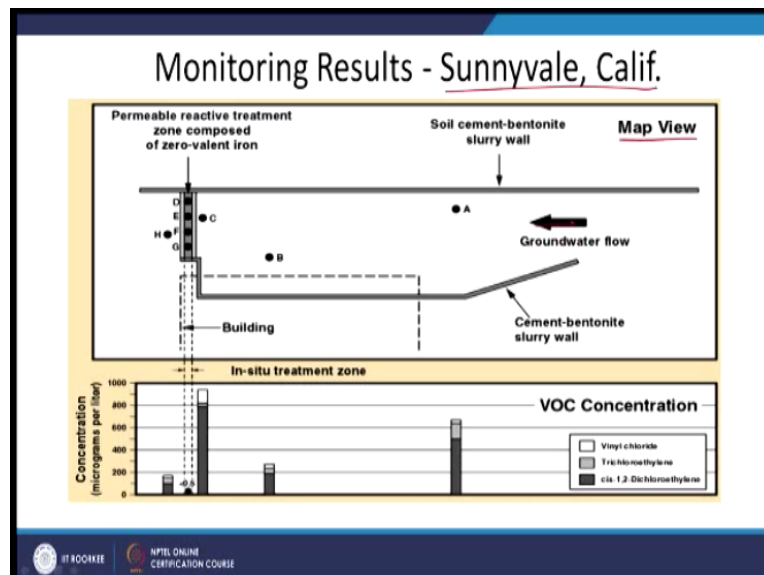 Monitoring Results - Sunnyvale, Calif.
Permeable reactive treatment
zone composed
of zero-valent iron
Soil cement-bentonite
slurry wall
Map View
D
E
F
G
H
C
A
B
Groundwater flow
Building
Cement-bentonite
slurry wall
In-situ treatment zone
Concentration
(micrograms per liter)
1000
800
600
400
200
0
VOC Concentration
Vinyl chloride
Trichloroethylene
cis-1,2-Dichloroethylene
IIT ROORKEE
NPTEL ONLINE
CERTIFICATION COURSE